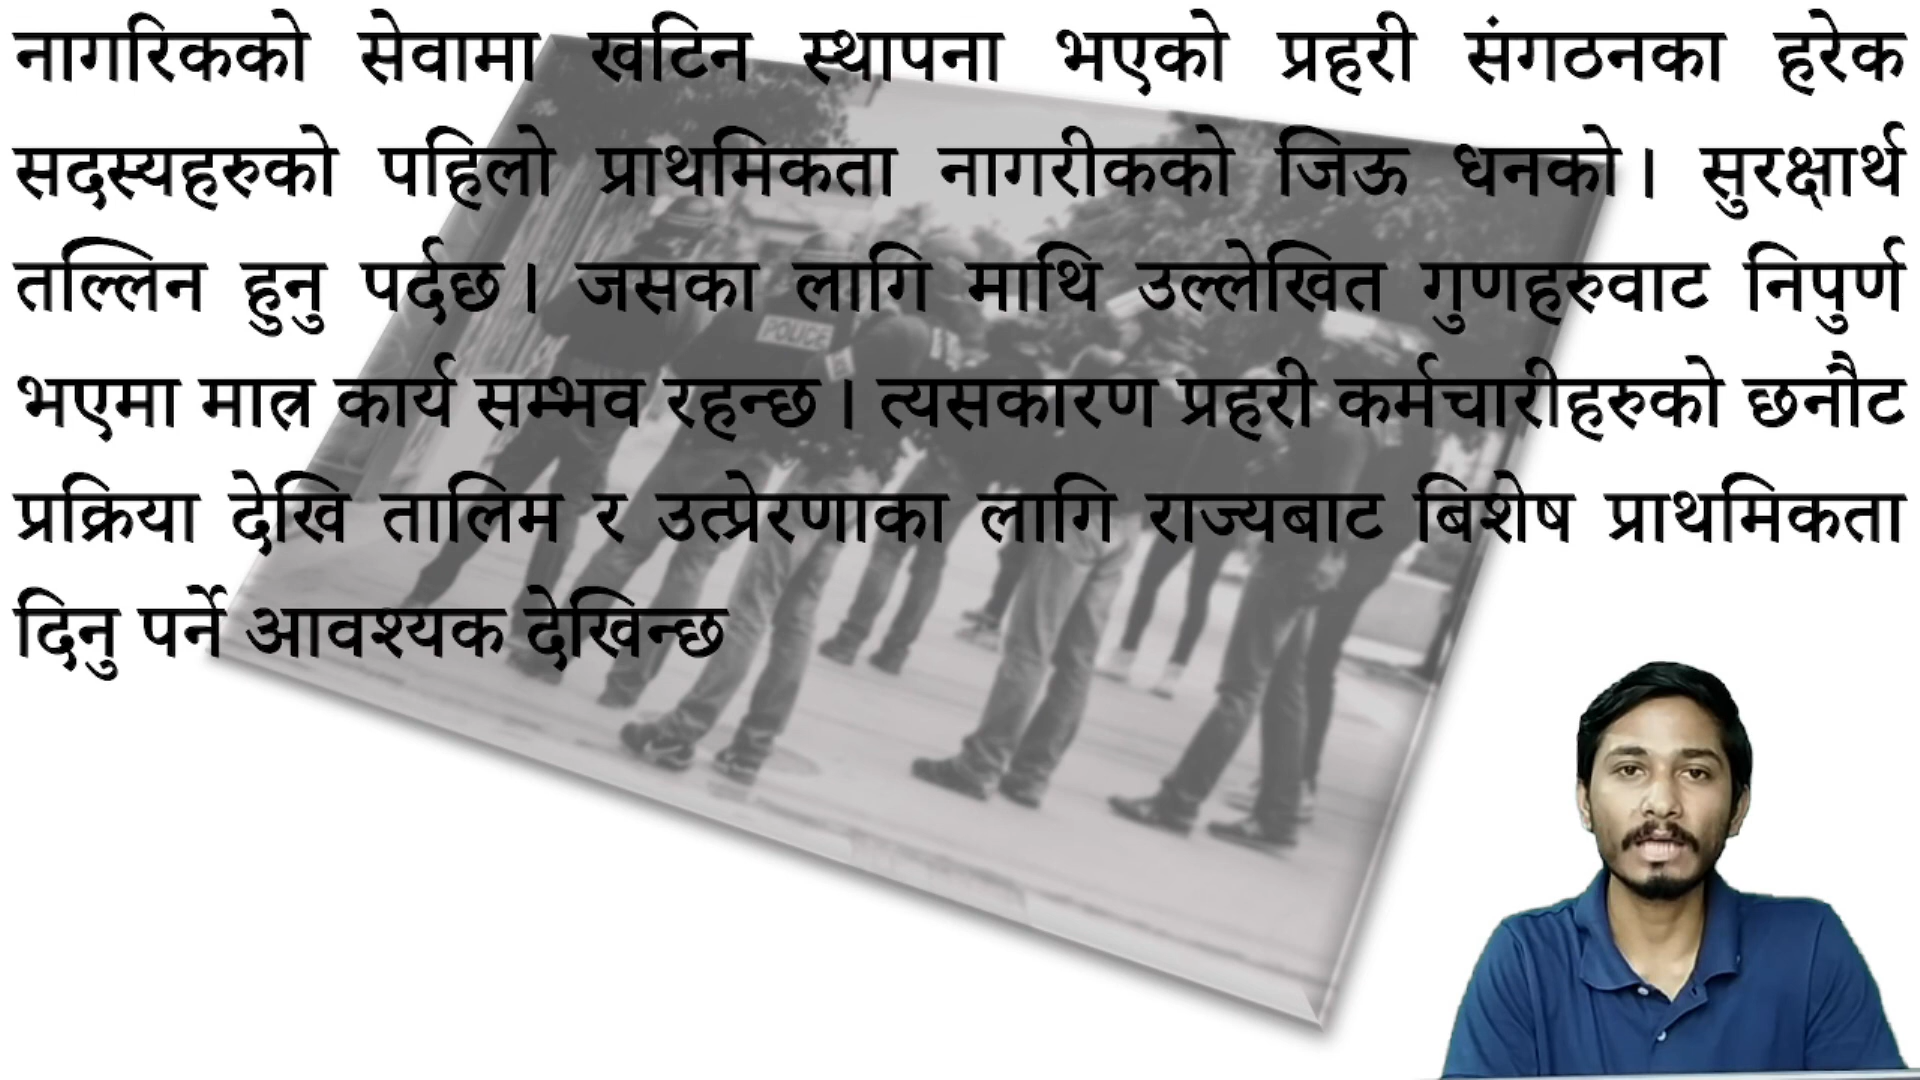 नागरिकको सेवामा खटिन स्थापना भएको प्रहरी संगठनका हरेक
सदस्यहरुको पहिलो प्राथमिकता नागरीकको जिऊ धनको। सुरक्षार्थ
तल्लिन हुनु पर्दछ। जसका लागि माथि उल्लेखित गुणहरुवाट निपुर्ण
भएमा मात्र कार्य सम्भव रहन्छ। त्यसकारण प्रहरी कर्मचारीहरुको छनौट
प्रक्रिया देखि तालिम र उत्प्रेरणाका लागि राज्यबाट बिशेष प्राथमिकता
दिनु पर्ने आवश्यक देखिन्छ
POLICE